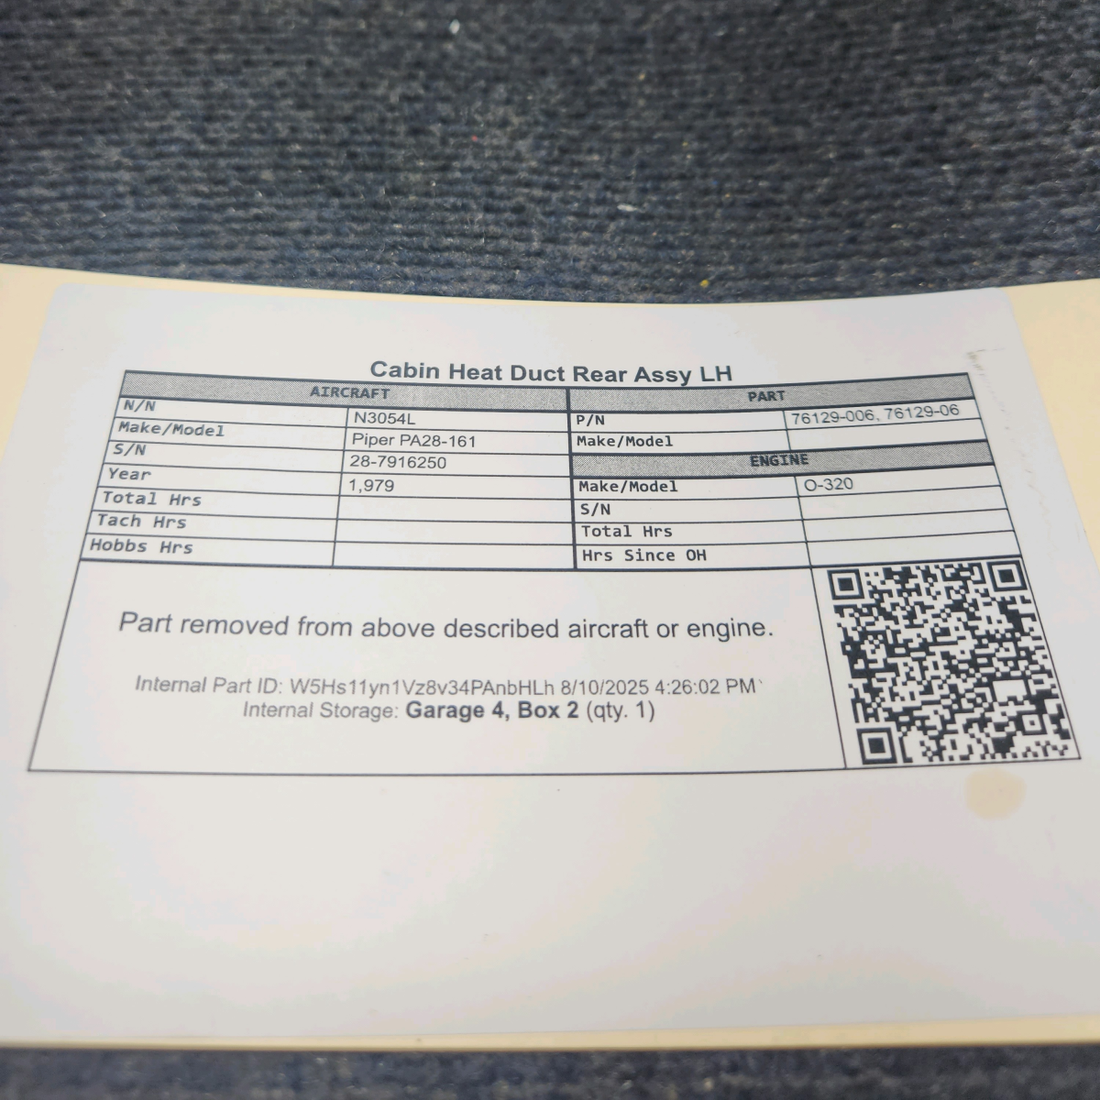 Cabin Heat Duct Rear Assy LH
AIRCRAFT
N/N N3054L
Make/Model Piper PA28-161
S/N 28-7916250
Year 1,979
Total Hrs
Tach Hrs
Hobbs Hrs
PART
P/N 76129-006, 76129-06
Make/Model
ENGINE
Make/Model O-320
S/N
Total Hrs
Hrs Since OH
Part removed from above described aircraft or engine.
Internal Part ID: W5Hs11yn1Vz8v34PAnbHLh 8/10/2025 4:26:02 PM`
Internal Storage: Garage 4, Box 2 (qty. 1)